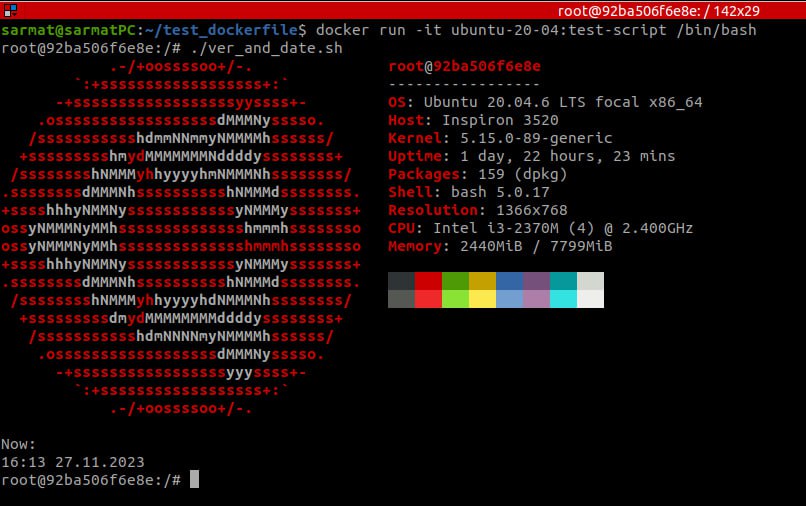 root@92ba506f6e8e: / 142x29
sarmat@sarmatPC:~/test_dockerfile$ docker run -it ubuntu-20-04:test-script /bin/bash
root@92ba506f6e8e:/# ./ver_and_date.sh
.-/+oossssoo+/-.
`:+ssssssssssssssssss+:`
-+ssssssssssssssssssyyssss+-
.ossssssssssssssssssdMMMNysssso.
/ssssssssssshdmmNNmmyNMMMMhssssss/
+ssssssssshmydMMMMMMMNddddyssssssss+
/sssssssshNMMMyhhyyyyhmNMMMNhssssssss/
.ssssssssdMMMNhsssssssssshNMMMdssssssss.
+sssshhhyNMMNyssssssssssssyNMMMysssssss+
ossyNMMMNyMMhsssssssssssssshmmmhssssssso
ossyNMMMNyMMhsssssssssssssshmmmhssssssso
+sssshhhyNMMNyssssssssssssyNMMMysssssss+
.ssssssssdMMMNhsssssssssshNMMMdssssssss.
/sssssssshNMMMyhhyyyyhdNMMMNhssssssss/
+sssssssssdmydMMMMMMMMddddyssssssss+
/ssssssssssshdmNNNNmyNMMMMhssssss/
.ossssssssssssssssssdMMMNysssso.
-+sssssssssssssssssyyyssss+-
`:+ssssssssssssssssss+:`
.-/+oossssoo+/-.
root@92ba506f6e8e
-----------------
OS: Ubuntu 20.04.6 LTS focal x86_64
Host: Inspiron 3520
Kernel: 5.15.0-89-generic
Uptime: 1 day, 22 hours, 23 mins
Packages: 159 (dpkg)
Shell: bash 5.0.17
Resolution: 1366x768
CPU: Intel i3-2370M (4) @ 2.400GHz
Memory: 2440MiB / 7799MiB
Now:
16:13 27.11.2023
root@92ba506f6e8e:/#